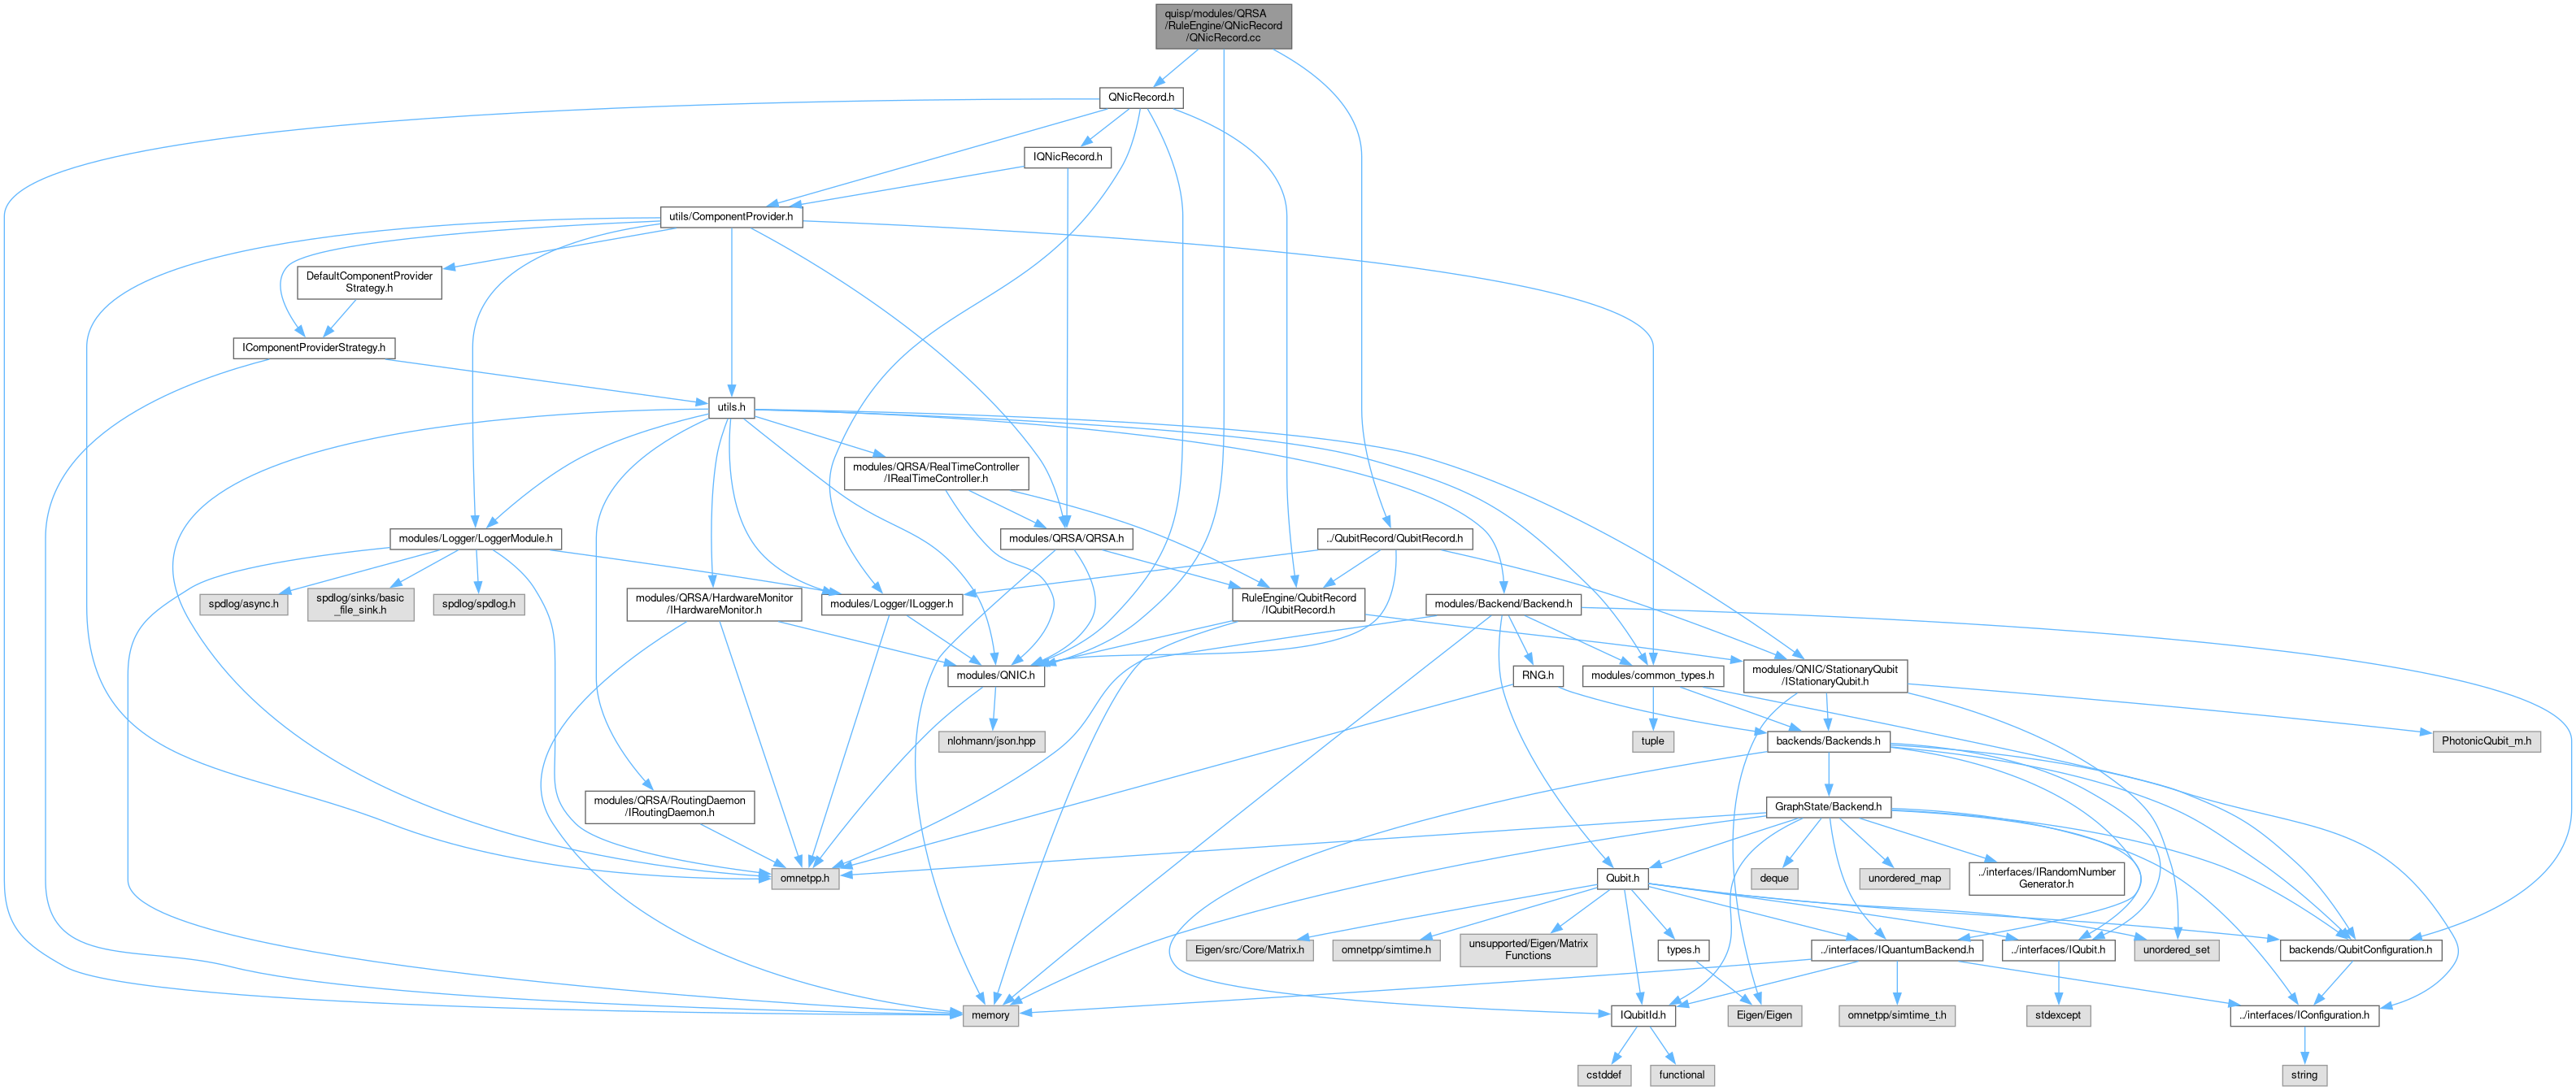 quisp/modules/QRSA
/RuleEngine/QNicRecord
/QNicRecord.cc
QNicRecord.h
IQNicRecord.h
utils/ComponentProvider.h
DefaultComponentProvider
Strategy.h
IComponentProviderStrategy.h
utils.h
modules/QRSA/RealTimeController
/IRealTimeController.h
modules/Logger/LoggerModule.h
modules/QRSA/QRSA.h
../QubitRecord/QubitRecord.h
spdlog/async.h
spdlog/sinks/basic
_file_sink.h
spdlog/spdlog.h
modules/QRSA/HardwareMonitor
/IHardwareMonitor.h
modules/Logger/ILogger.h
RuleEngine/QubitRecord
/IQubitRecord.h
modules/Backend/Backend.h
modules/QNIC.h
RNG.h
modules/common_types.h
modules/QNIC/StationaryQubit
/IStationaryQubit.h
nlohmann/json.hpp
tuple
backends/Backends.h
PhotonicQubit_m.h
modules/QRSA/RoutingDaemon
/IRoutingDaemon.h
GraphState/Backend.h
omnetpp.h
Qubit.h
deque
unordered_map
../interfaces/IRandomNumber
Generator.h
Eigen/src/Core/Matrix.h
omnetpp/simtime.h
unsupported/Eigen/Matrix
Functions
types.h
../interfaces/IQuantumBackend.h
../interfaces/IQubit.h
unordered_set
backends/QubitConfiguration.h
memory
IQubitId.h
Eigen/Eigen
omnetpp/simtime_t.h
stdexcept
../interfaces/IConfiguration.h
cstddef
functional
string